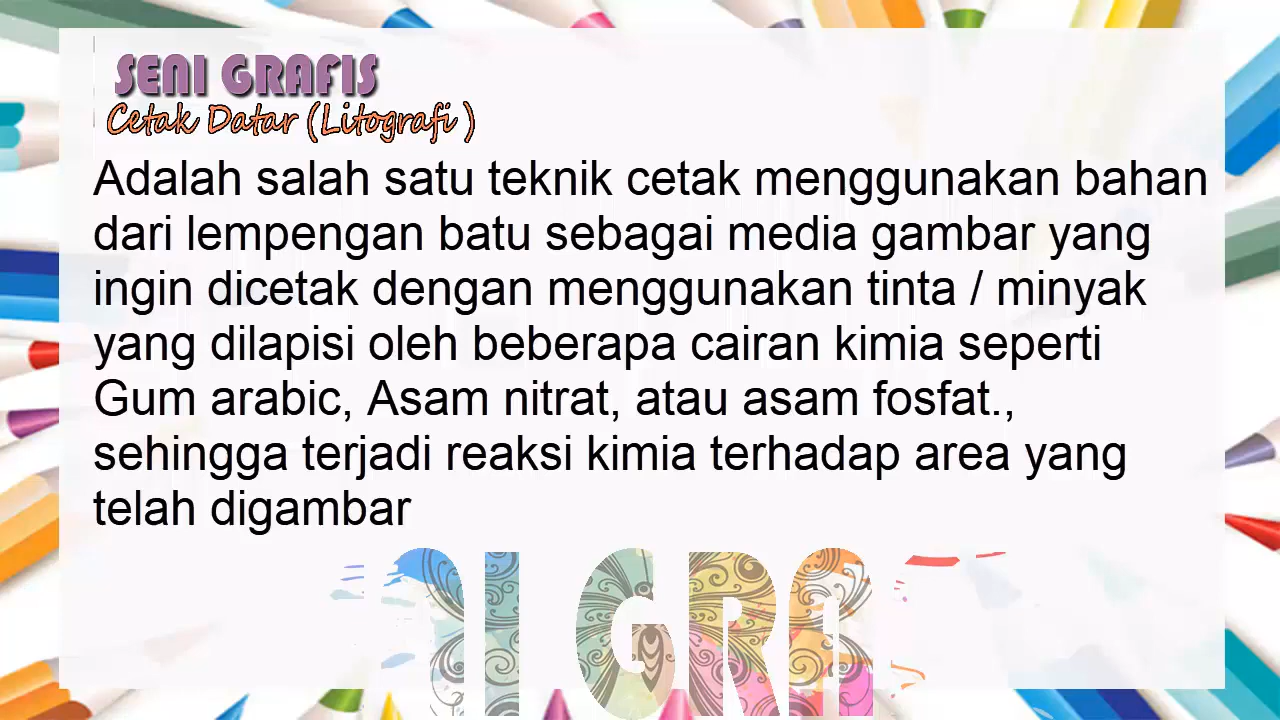 SENI GRAFIS
Cetak Datar (Litografi )
Adalah salah satu teknik cetak menggunakan bahan
dari lempengan batu sebagai media gambar yang
ingin dicetak dengan menggunakan tinta / minyak
yang dilapisi oleh beberapa cairan kimia seperti
Gum arabic, Asam nitrat, atau asam fosfat.,
sehingga terjadi reaksi kimia terhadap area yang
telah digambar
NI GRA